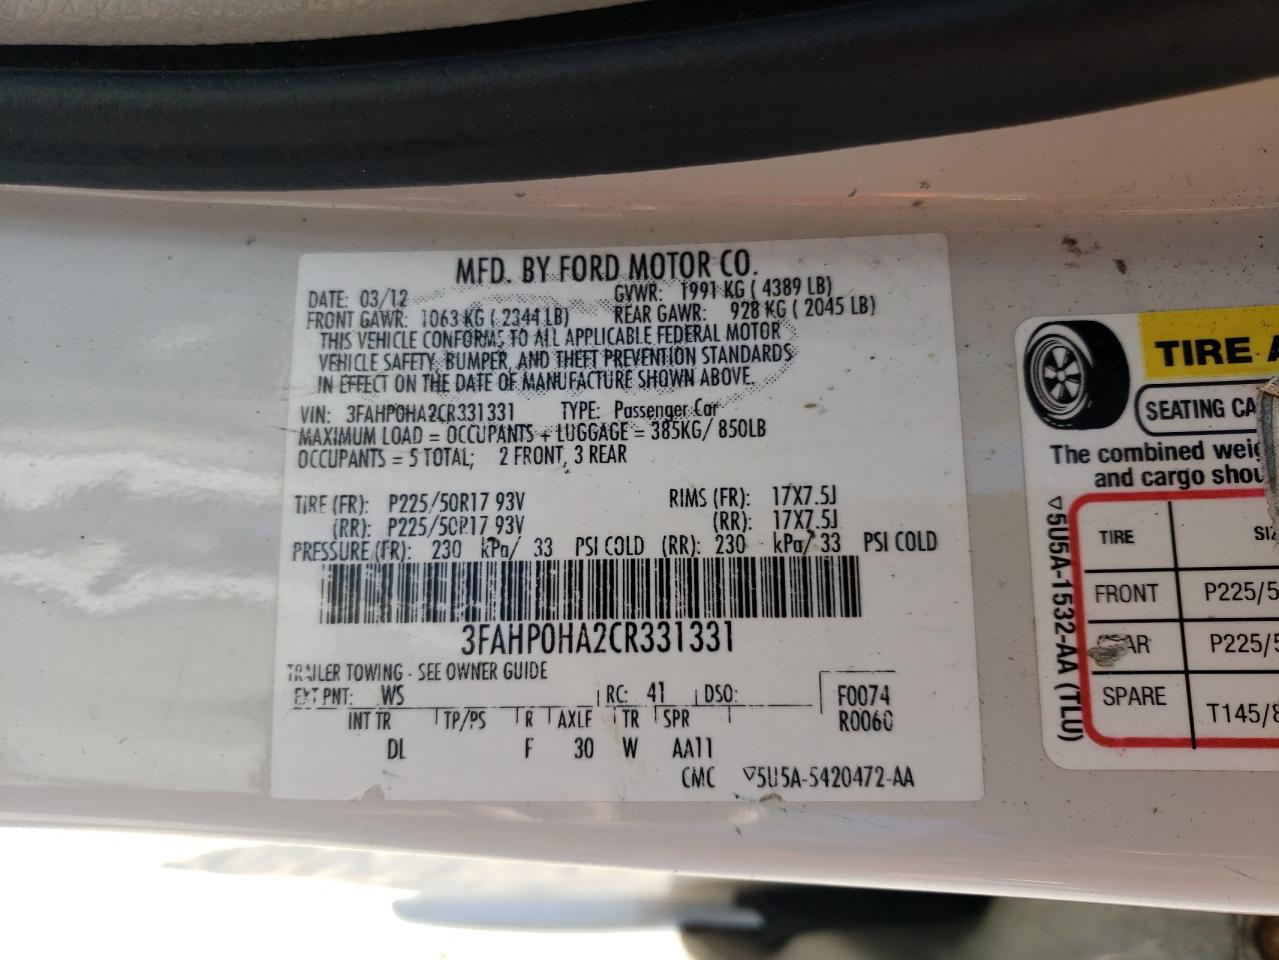 MFD. BY FORD MOTOR CO.
DATE: 03/12 GVWR: 1991 KG ( 4389 LB)
FRONT GAWR: 1063 KG ( 2344 LB) REAR GAWR: 928 KG ( 2045 LB)
THIS VEHICLE CONFORMS TO ALL APPLICABLE FEDERAL MOTOR
VEHICLE SAFETY, BUMPER, AND THEFT PREVENTION STANDARDS
IN EFFECT ON THE DATE OF MANUFACTURE SHOWN ABOVE.
VIN: 3FAHP0HA2CR331331 TYPE: Passenger Car
MAXIMUM LOAD = OCCUPANTS + LUGGAGE = 385KG/ 850LB
OCCUPANTS = 5 TOTAL; 2 FRONT, 3 REAR
TIRE (FR): P225/50R17 93V RIMS (FR): 17X7.5J
(RR): P225/50R17 93V (RR): 17X7.5J
PRESSURE (FR): 230 kPa/ 33 PSI COLD (RR): 230 kPa/ 33 PSI COLD
3FAHP0HA2CR331331
TRAILER TOWING - SEE OWNER GUIDE
EXT PNT: WS RC: 41 DSO: F0074
INT TR TP/PS R AXLE TR SPR R0060
DL F 30 W AA11
CMC ▽5U5A-5420472-AA
TIRE A
SEATING CA
The combined weig
and cargo shou
▽5U5A-1532-AA (TLU)
TIRE SIZ
FRONT P225/5
AR P225/5
SPARE T145/8